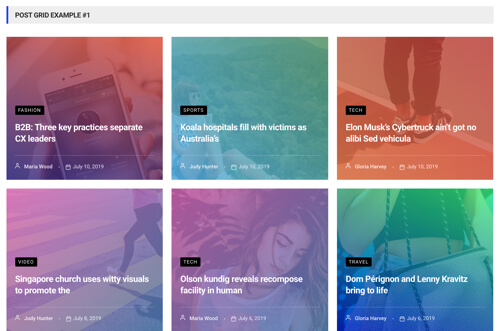 POST GRID EXAMPLE #1
FASHION
B2B: Three key practices separate
CX leaders
Maria Wood - July 10, 2019
SPORTS
Koala hospitals fill with victims as
Australia's
Judy Hunter - July 10, 2019
TECH
Elon Musk's Cybertruck ain't got no
alibi Sed vehicula
Gloria Harvey - July 10, 2019
VIDEO
Singapore church uses witty visuals
to promote the
Judy Hunter - July 6, 2019
TECH
Olson kundig reveals recompose
facility in human
Maria Wood - July 6, 2019
TRAVEL
Dom Pérignon and Lenny Kravitz
bring to life
Gloria Harvey - July 6, 2019